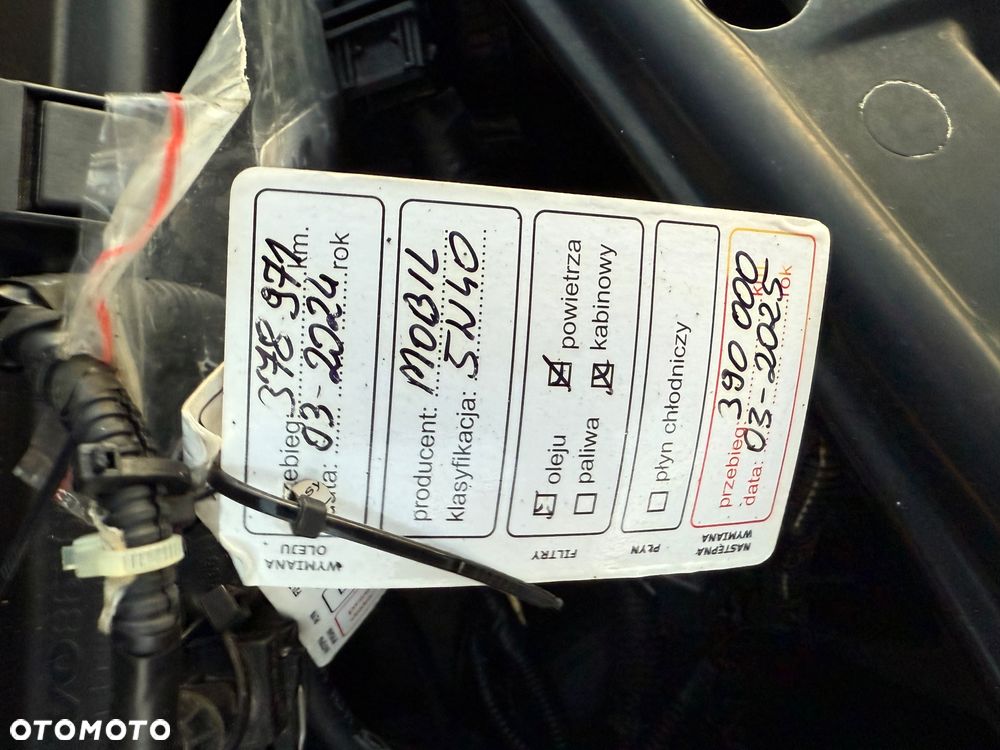 WYMIANA
OLEJU
przebieg: 378 971 km.
data: 03-2024 rok
producent: MOBIL
klasyfikacja: 5W40
FILTRY
oleju
powietrza
paliwa
kabinowy
PŁYN
płyn chłodniczy
NASTĘPNA
WYMIANA
przebieg: 390 000 km
data: 03-2025 rok
OTOMOTO